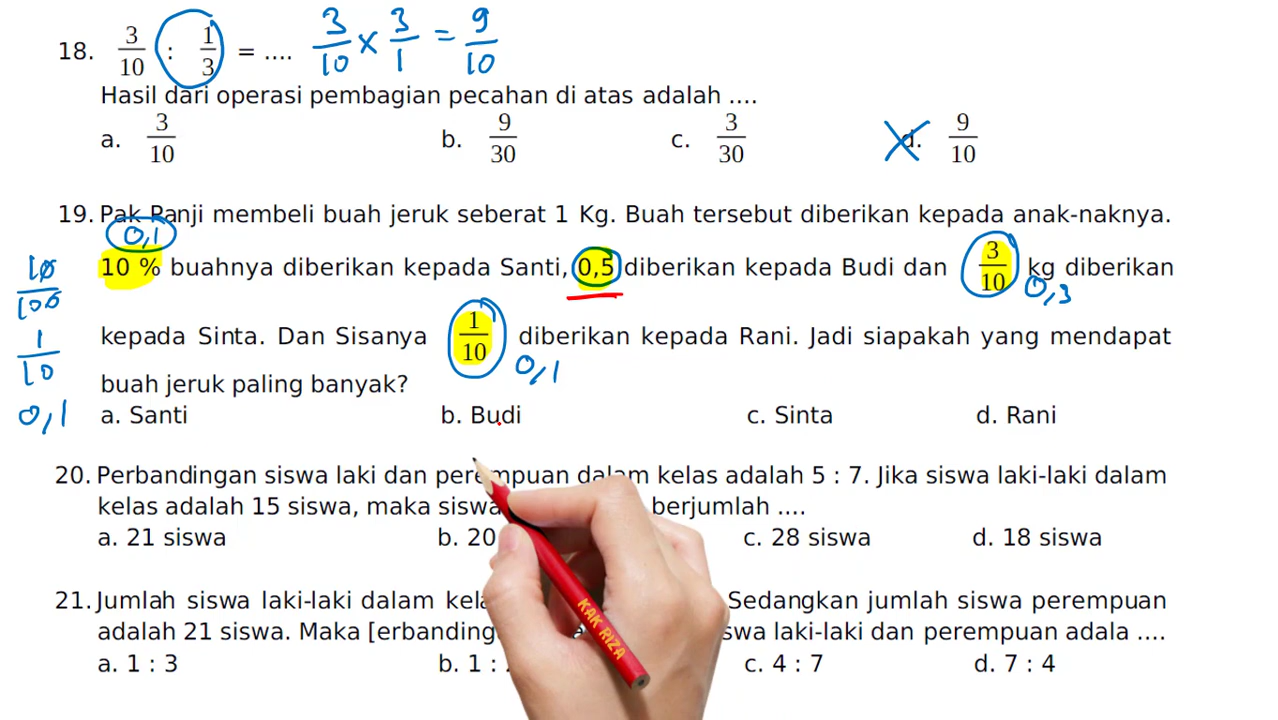 18. 3/10 : 1/3 = .... 3/10 x 3/1 = 9/10
Hasil dari operasi pembagian pecahan di atas adalah ....
a. 3/10 b. 9/30 c. 3/30 d. 9/10
19. Pak Panji membeli buah jeruk seberat 1 Kg. Buah tersebut diberikan kepada anak-naknya.
0,1
10/100 10 % buahnya diberikan kepada Santi, 0,5 diberikan kepada Budi dan 3/10 kg diberikan
0,3
1/10 kepada Sinta. Dan Sisanya 1/10 diberikan kepada Rani. Jadi siapakah yang mendapat
0,1
buah jeruk paling banyak?
0,1 a. Santi b. Budi c. Sinta d. Rani
20. Perbandingan siswa laki dan perempuan dalam kelas adalah 5 : 7. Jika siswa laki-laki dalam
kelas adalah 15 siswa, maka siswa berjumlah ....
a. 21 siswa b. 20 c. 28 siswa d. 18 siswa
21. Jumlah siswa laki-laki dalam Sedangkan jumlah siswa perempuan
adalah 21 siswa. Maka laki-laki dan perempuan adala ....
a. 1 : 3 b. 1 : c. 4 : 7 d. 7 : 4
KAK RIZA